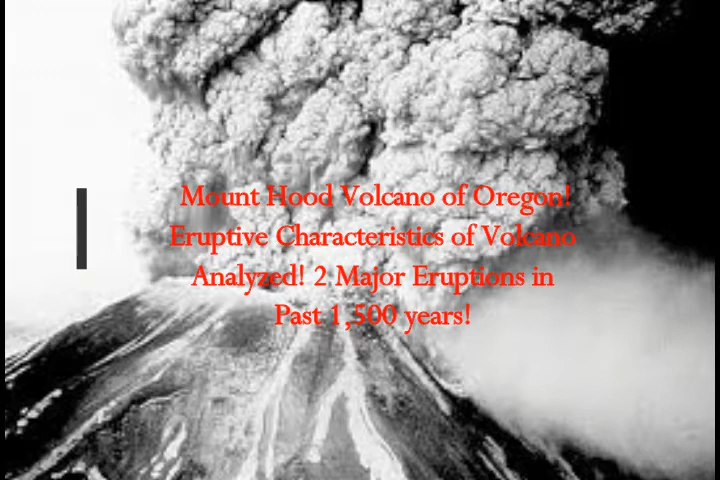 Mount Hood Volcano of Oregon!
Eruptive Characteristics of Volcano
Analyzed! 2 Major Eruptions in
Past 1,500 years!